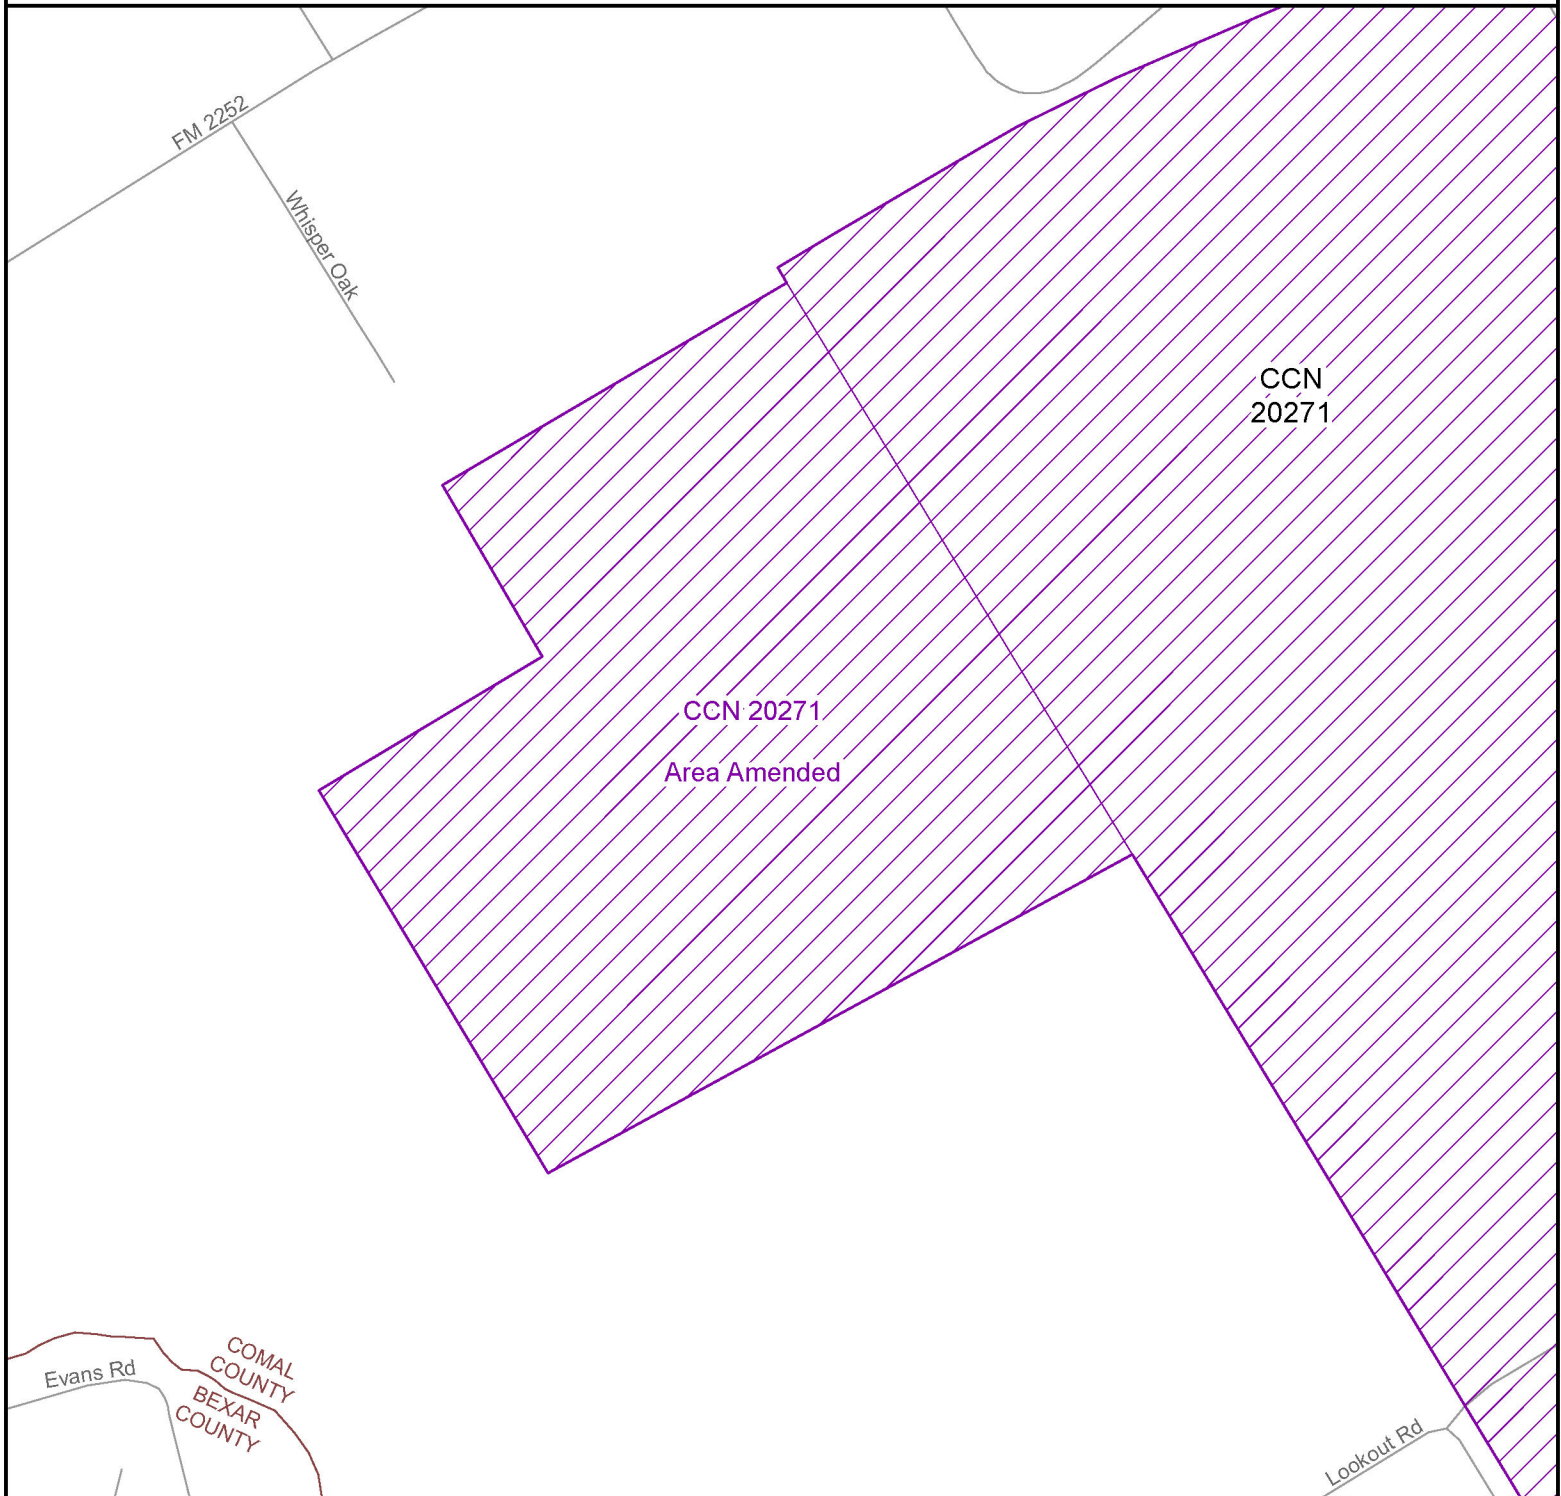 FM 2252
Whisper Oak
CCN
20271
CCN 20271
Area Amended
COMAL
COUNTY
Evans Rd
BEXAR
COUNTY
Lookout Rd